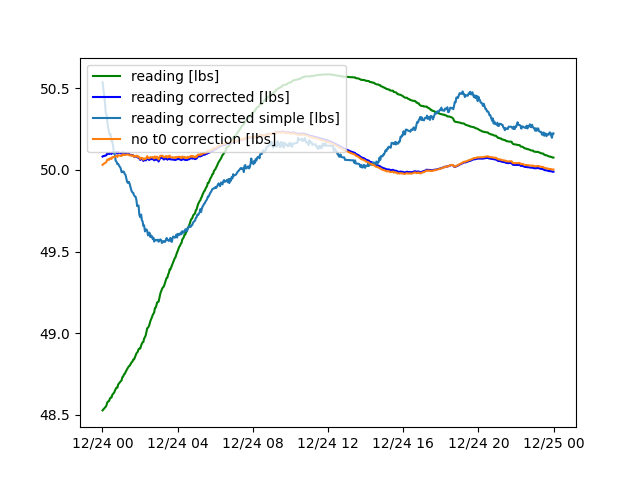 reading [lbs]
reading corrected [lbs]
reading corrected simple [lbs]
no t0 correction [lbs]
50.5
50.0
49.5
49.0
48.5
12/24 00 12/24 04 12/24 08 12/24 12 12/24 16 12/24 20 12/25 00